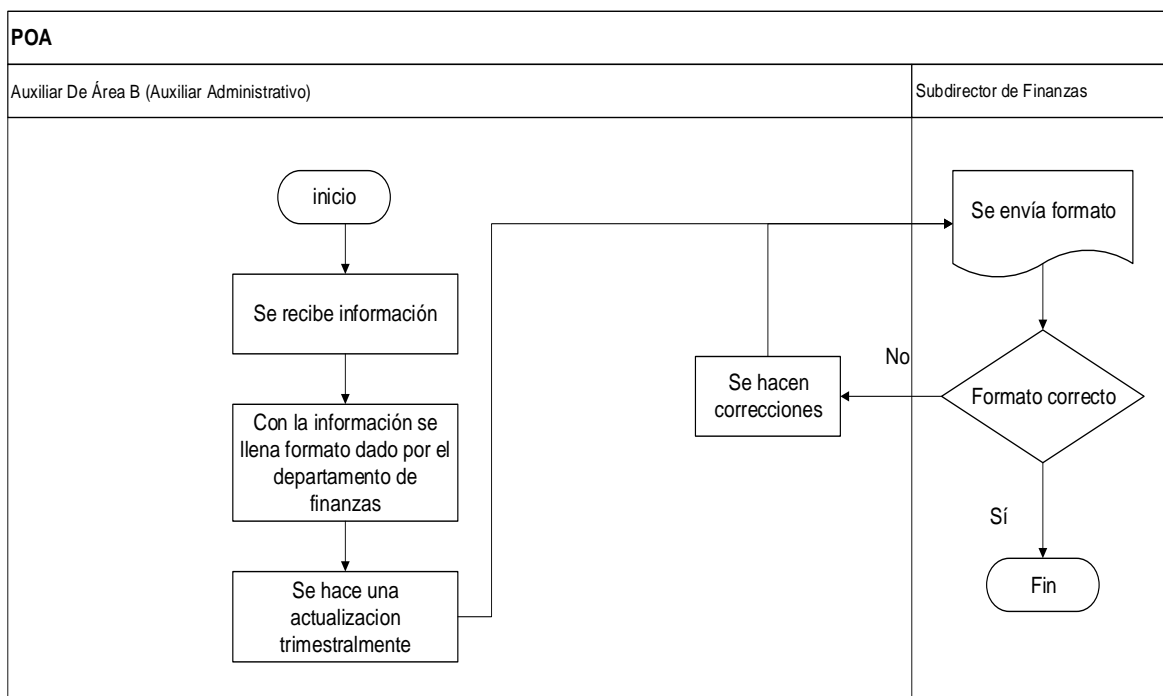 POA
Auxiliar De Área B (Auxiliar Administrativo)
Subdirector de Finanzas
inicio
Se recibe información
Con la información se
llena formato dado por el
departamento de
finanzas
Se hace una
actualizacion
trimestralmente
Se envía formato
Formato correcto
No
Se hacen
correcciones
Sí
Fin